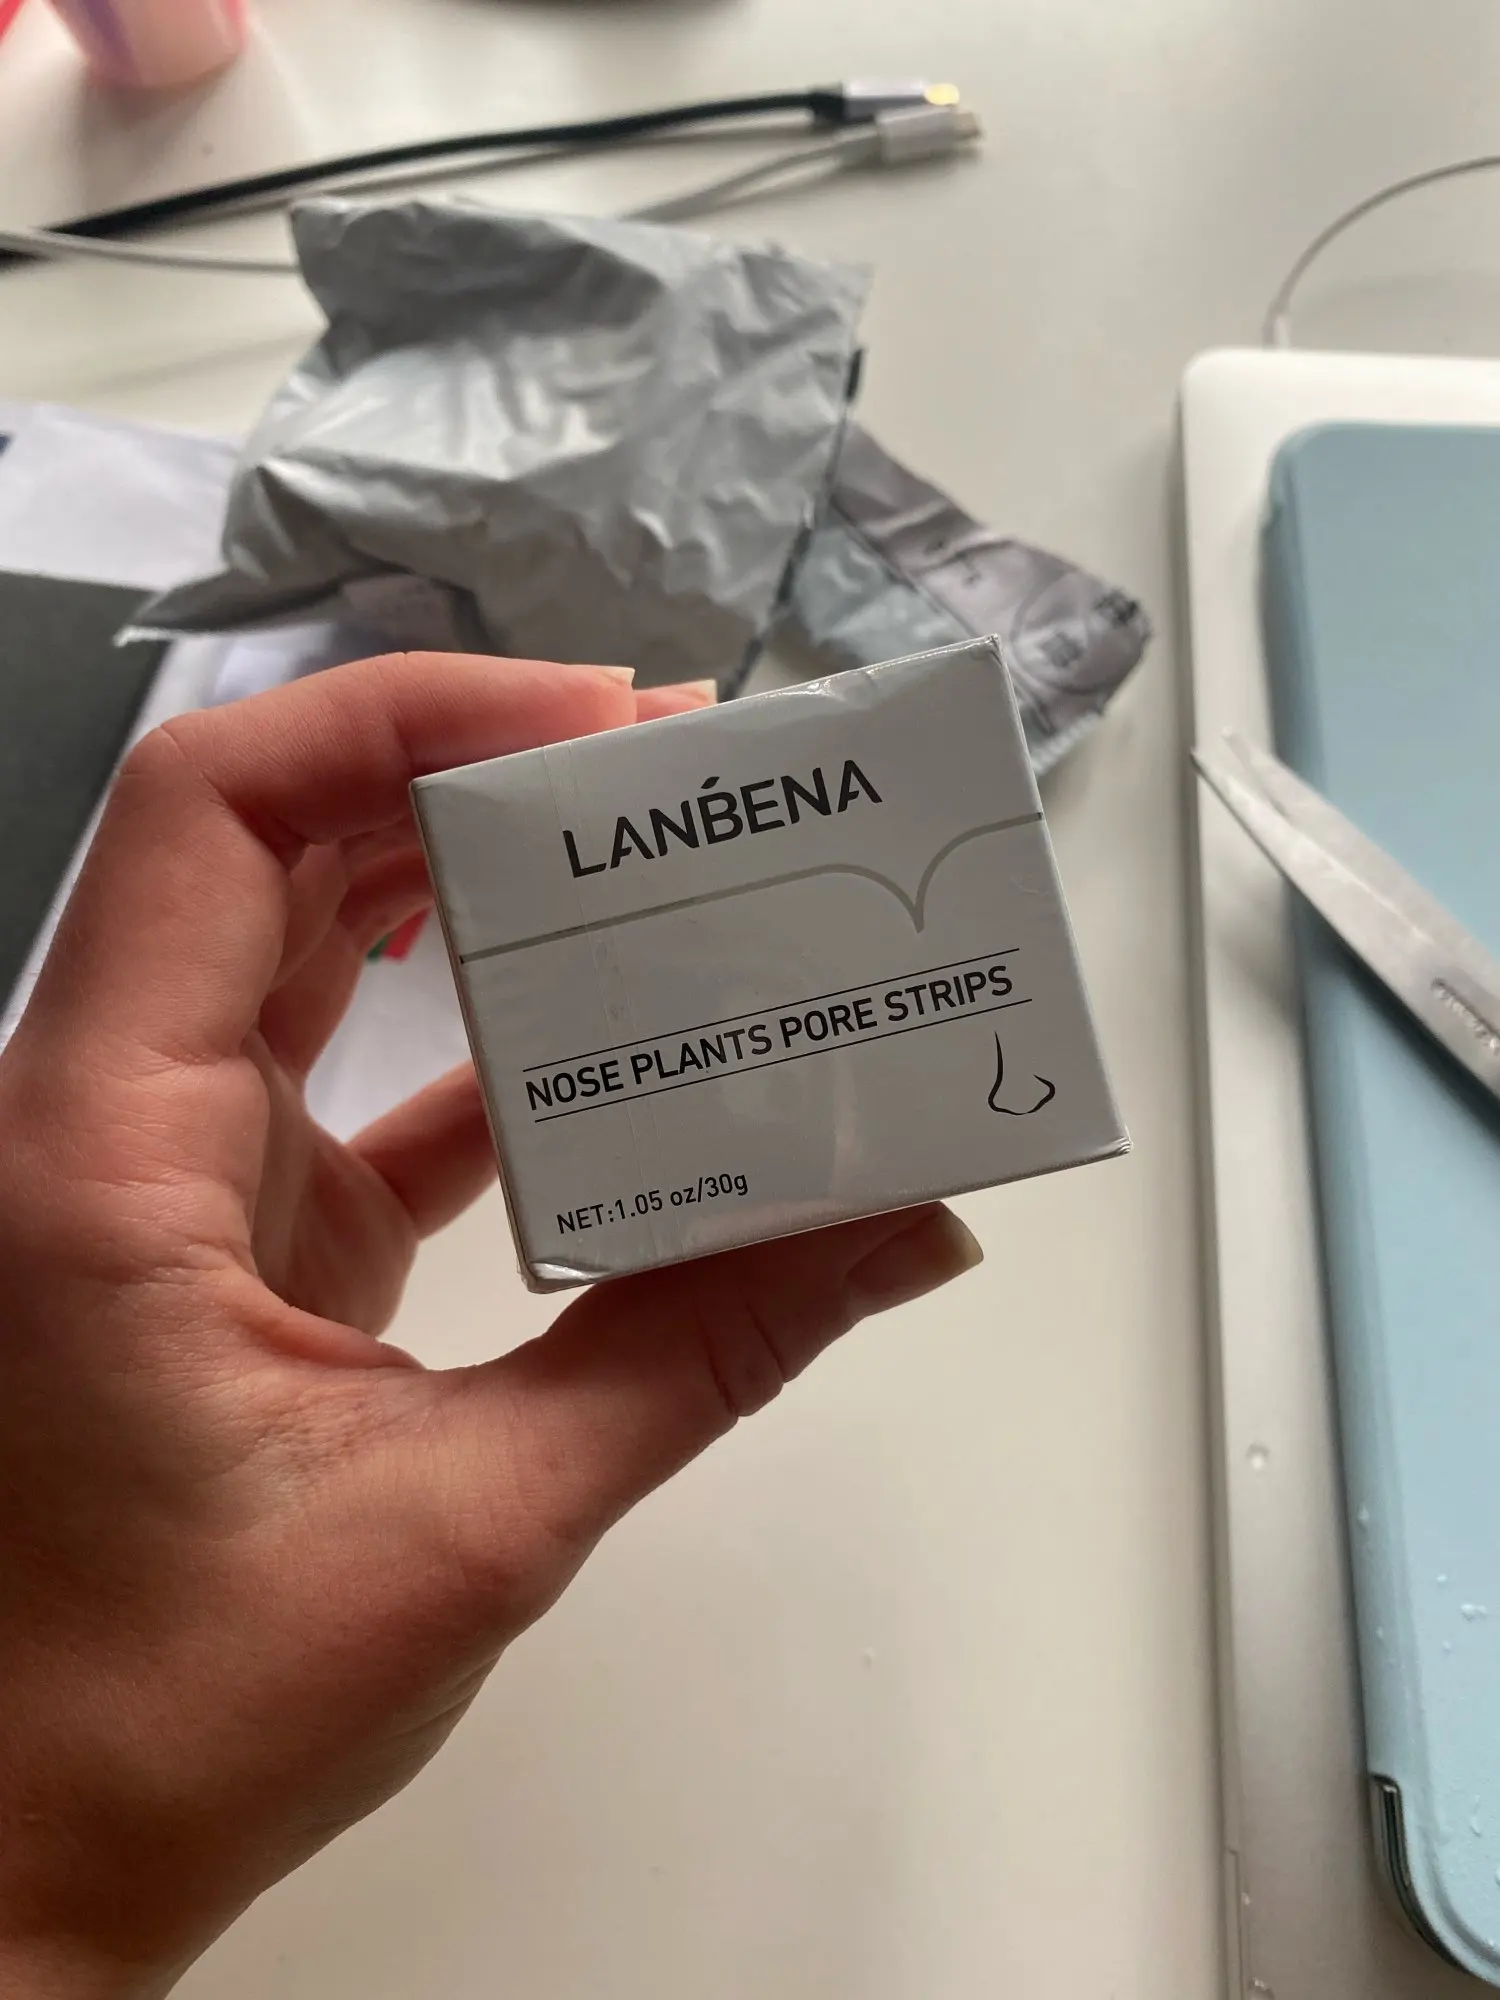 LANBENA
NOSE PLANTS PORE STRIPS
NET:1.05 oz/30g